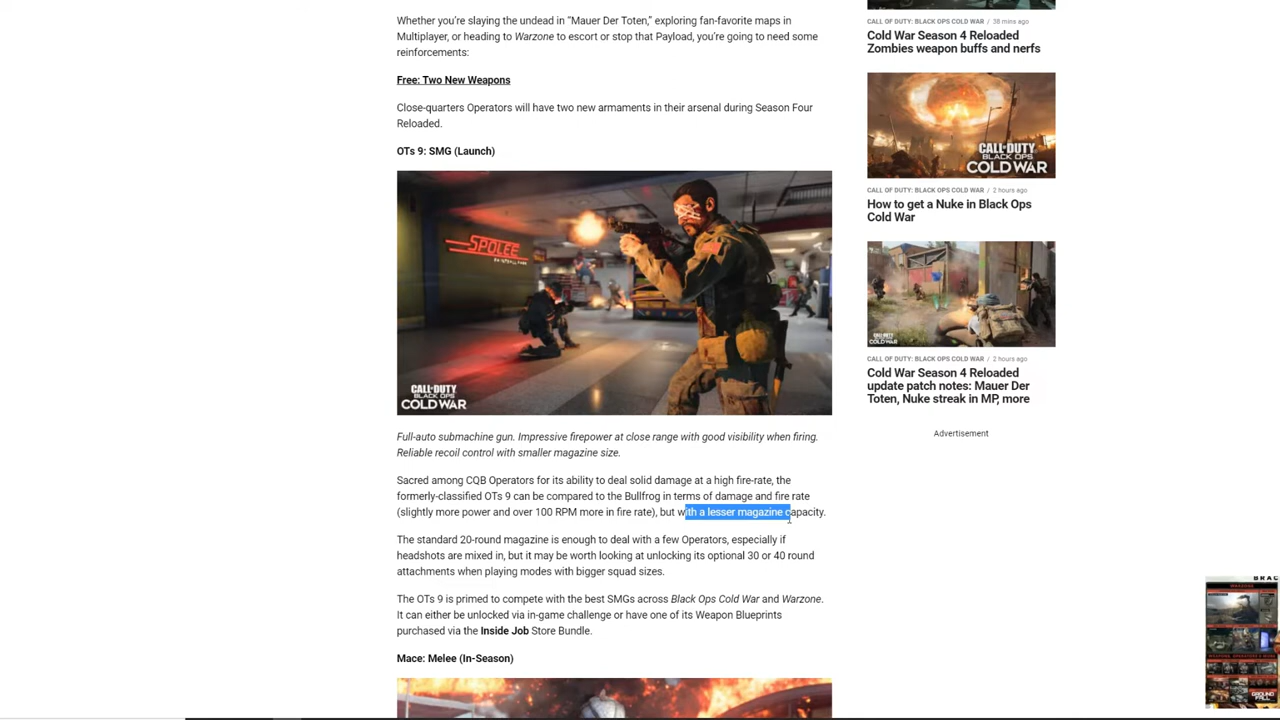 Whether you're slaying the undead in “Mauer Der Toten,” exploring fan-favorite maps in
Multiplayer, or heading to Warzone to escort or stop that Payload, you're going to need some
reinforcements:
Free: Two New Weapons
Close-quarters Operators will have two new armaments in their arsenal during Season Four
Reloaded.
OTs 9: SMG (Launch)
SPOLEE
CALL OF DUTY
BLACK OPS
COLD WAR
Full-auto submachine gun. Impressive firepower at close range with good visibility when firing.
Reliable recoil control with smaller magazine size.
Sacred among CQB Operators for its ability to deal solid damage at a high fire-rate, the
formerly-classified OTs 9 can be compared to the Bullfrog in terms of damage and fire rate
(slightly more power and over 100 RPM more in fire rate), but with a lesser magazine capacity.
The standard 20-round magazine is enough to deal with a few Operators, especially if
headshots are mixed in, but it may be worth looking at unlocking its optional 30 or 40 round
attachments when playing modes with bigger squad sizes.
The OTs 9 is primed to compete with the best SMGs across Black Ops Cold War and Warzone.
It can either be unlocked via in-game challenge or have one of its Weapon Blueprints
purchased via the Inside Job Store Bundle.
Mace: Melee (In-Season)
CALL OF DUTY: BLACK OPS COLD WAR / 38 mins ago
Cold War Season 4 Reloaded
Zombies weapon buffs and nerfs
CALL OF DUTY
BLACK OPS
COLD WAR
CALL OF DUTY: BLACK OPS COLD WAR / 2 hours ago
How to get a Nuke in Black Ops
Cold War
CALL OF DUTY
COLD WAR
CALL OF DUTY: BLACK OPS COLD WAR / 2 hours ago
Cold War Season 4 Reloaded
update patch notes: Mauer Der
Toten, Nuke streak in MP, more
Advertisement
BRAC
WARZONE
GROUND
FALL